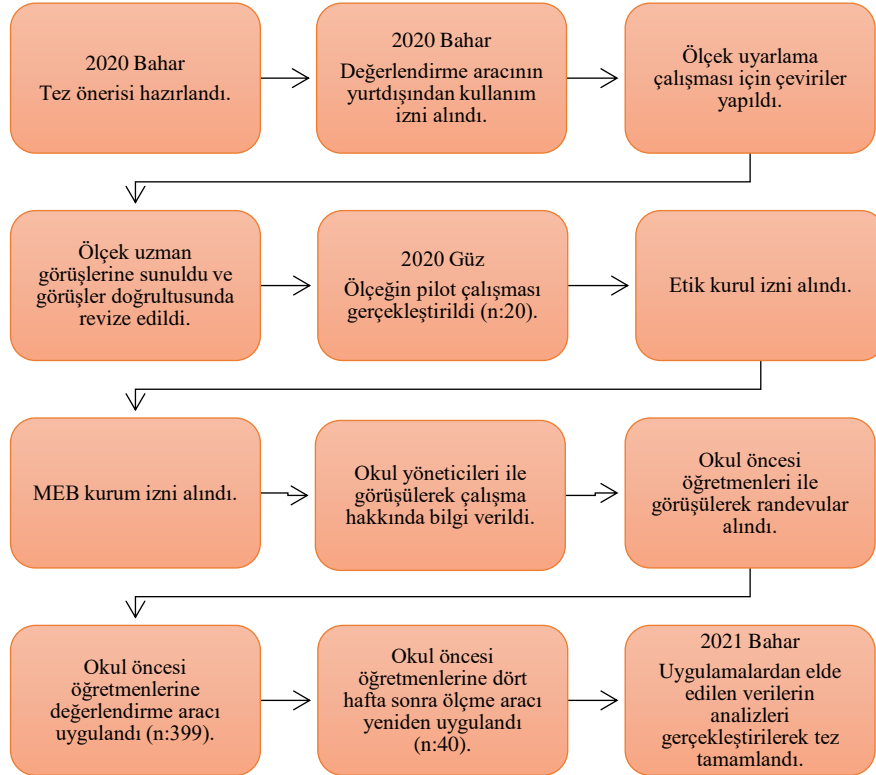 2020 Bahar
Tez önerisi hazırlandı.
2020 Bahar
Değerlendirme aracının
yurtdışından kullanım
izni alındı.
Ölçek uyarlama
çalışması için çeviriler
yapıldı.
Ölçek uzman
görüşlerine sunuldu ve
görüşler doğrultusunda
revize edildi.
2020 Güz
Ölçeğin pilot çalışması
gerçekleştirildi (n:20).
Etik kurul izni alındı.
MEB kurum izni alındı.
Okul yöneticileri ile
görüşülerek çalışma
hakkında bilgi verildi.
Okul öncesi
öğretmenleri ile
görüşülerek randevular
alındı.
Okul öncesi
öğretmenlerine
değerlendirme aracı
uygulandı (n:399).
Okul öncesi
öğretmenlerine dört
hafta sonra ölçme aracı
yeniden uygulandı
(n:40).
2021 Bahar
Uygulamalardan elde
edilen verilerin
analizleri
gerçekleştirilerek tez
tamamlandı.